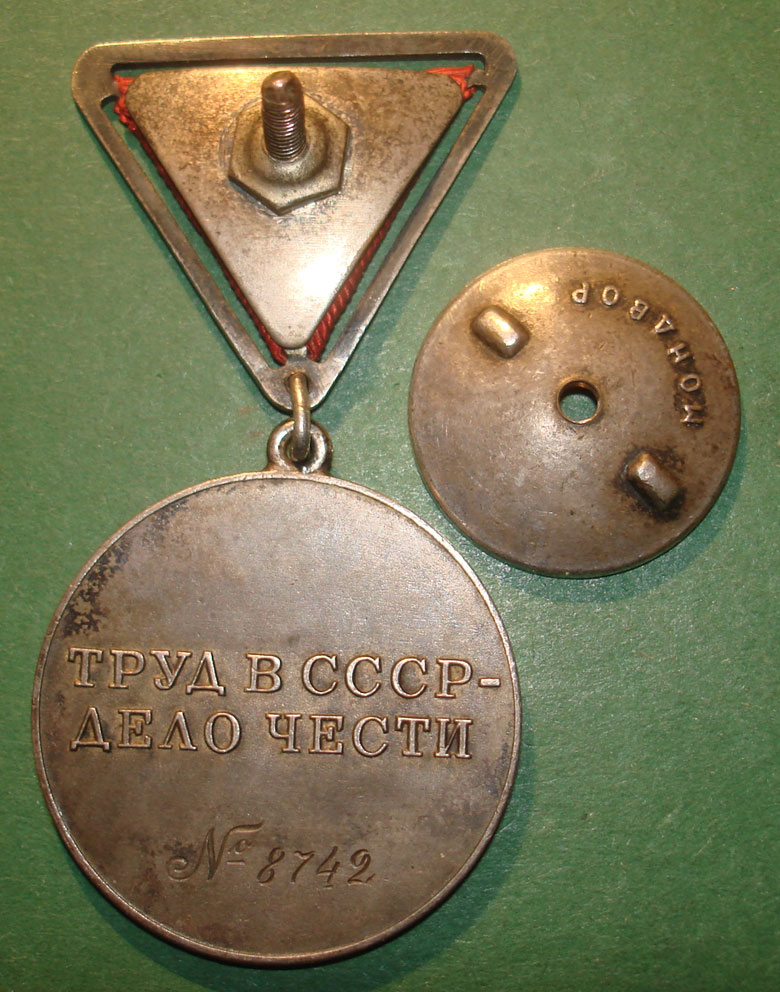 МОНДВОР
ТРУД В СССР-
ДЕЛО ЧЕСТИ
№ 8742